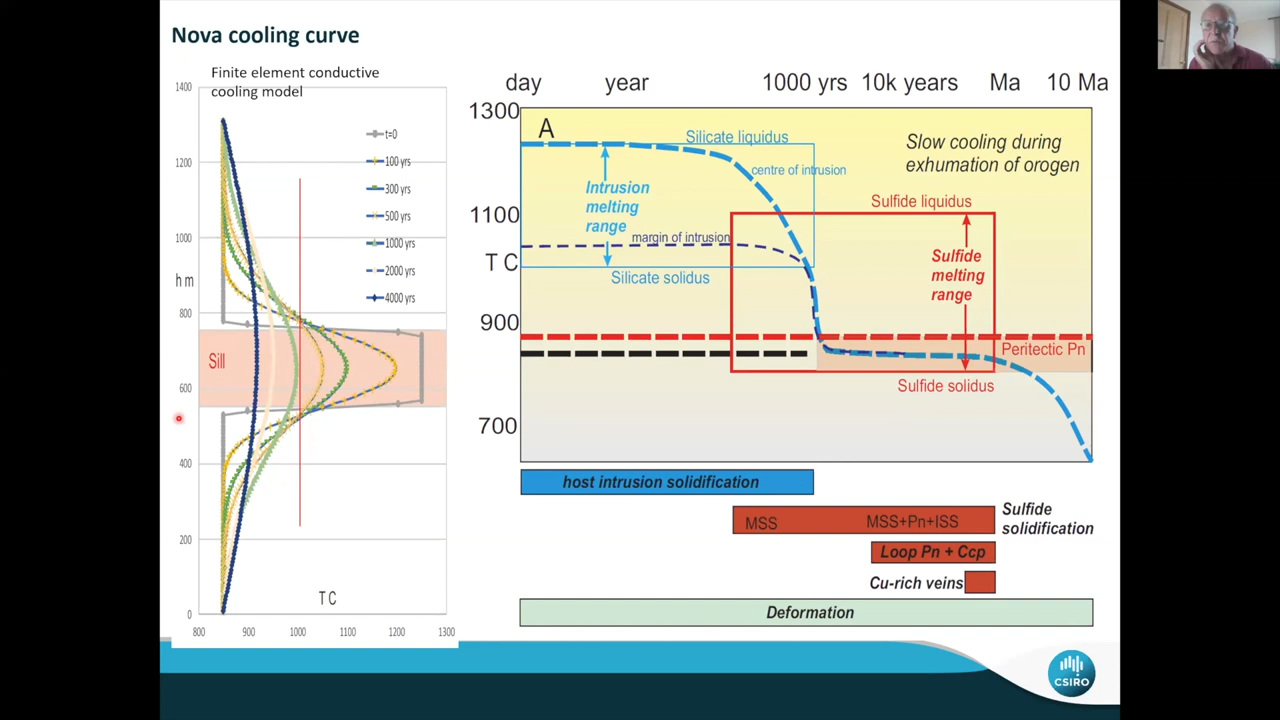 Nova cooling curve
Finite element conductive
cooling model
1400
1200
1000
h m
800
600
400
200
0
800 900 1000 1100 1200 1300
T C
t=0
100 yrs
300 yrs
500 yrs
1000 yrs
2000 yrs
4000 yrs
Sill
day year 1000 yrs 10k years Ma 10 Ma
1300
1100
T C
900
700
A
Silicate liquidus
centre of intrusion
Slow cooling during
exhumation of orogen
Intrusion
melting
range
margin of intrusion
Silicate solidus
Sulfide liquidus
Sulfide
melting
range
Peritectic Pn
Sulfide solidus
host intrusion solidification
MSS MSS+Pn+ISS
Sulfide
solidification
Loop Pn + Ccp
Cu-rich veins
Deformation
CSIRO